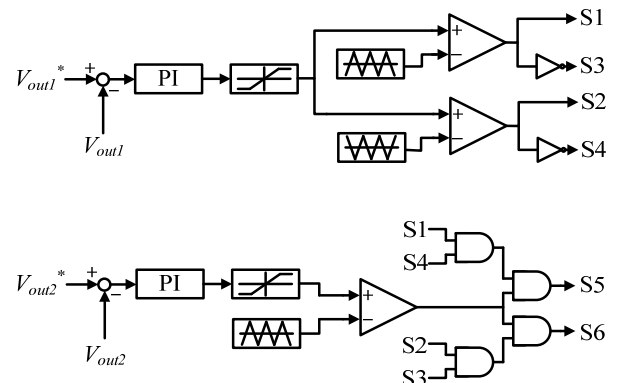 S1
Vout1* + − PI + −
S3
Vout1
S2
+ −
S4
S1
S4
Vout2* + − PI + − S5
Vout2
S6
S2
S3